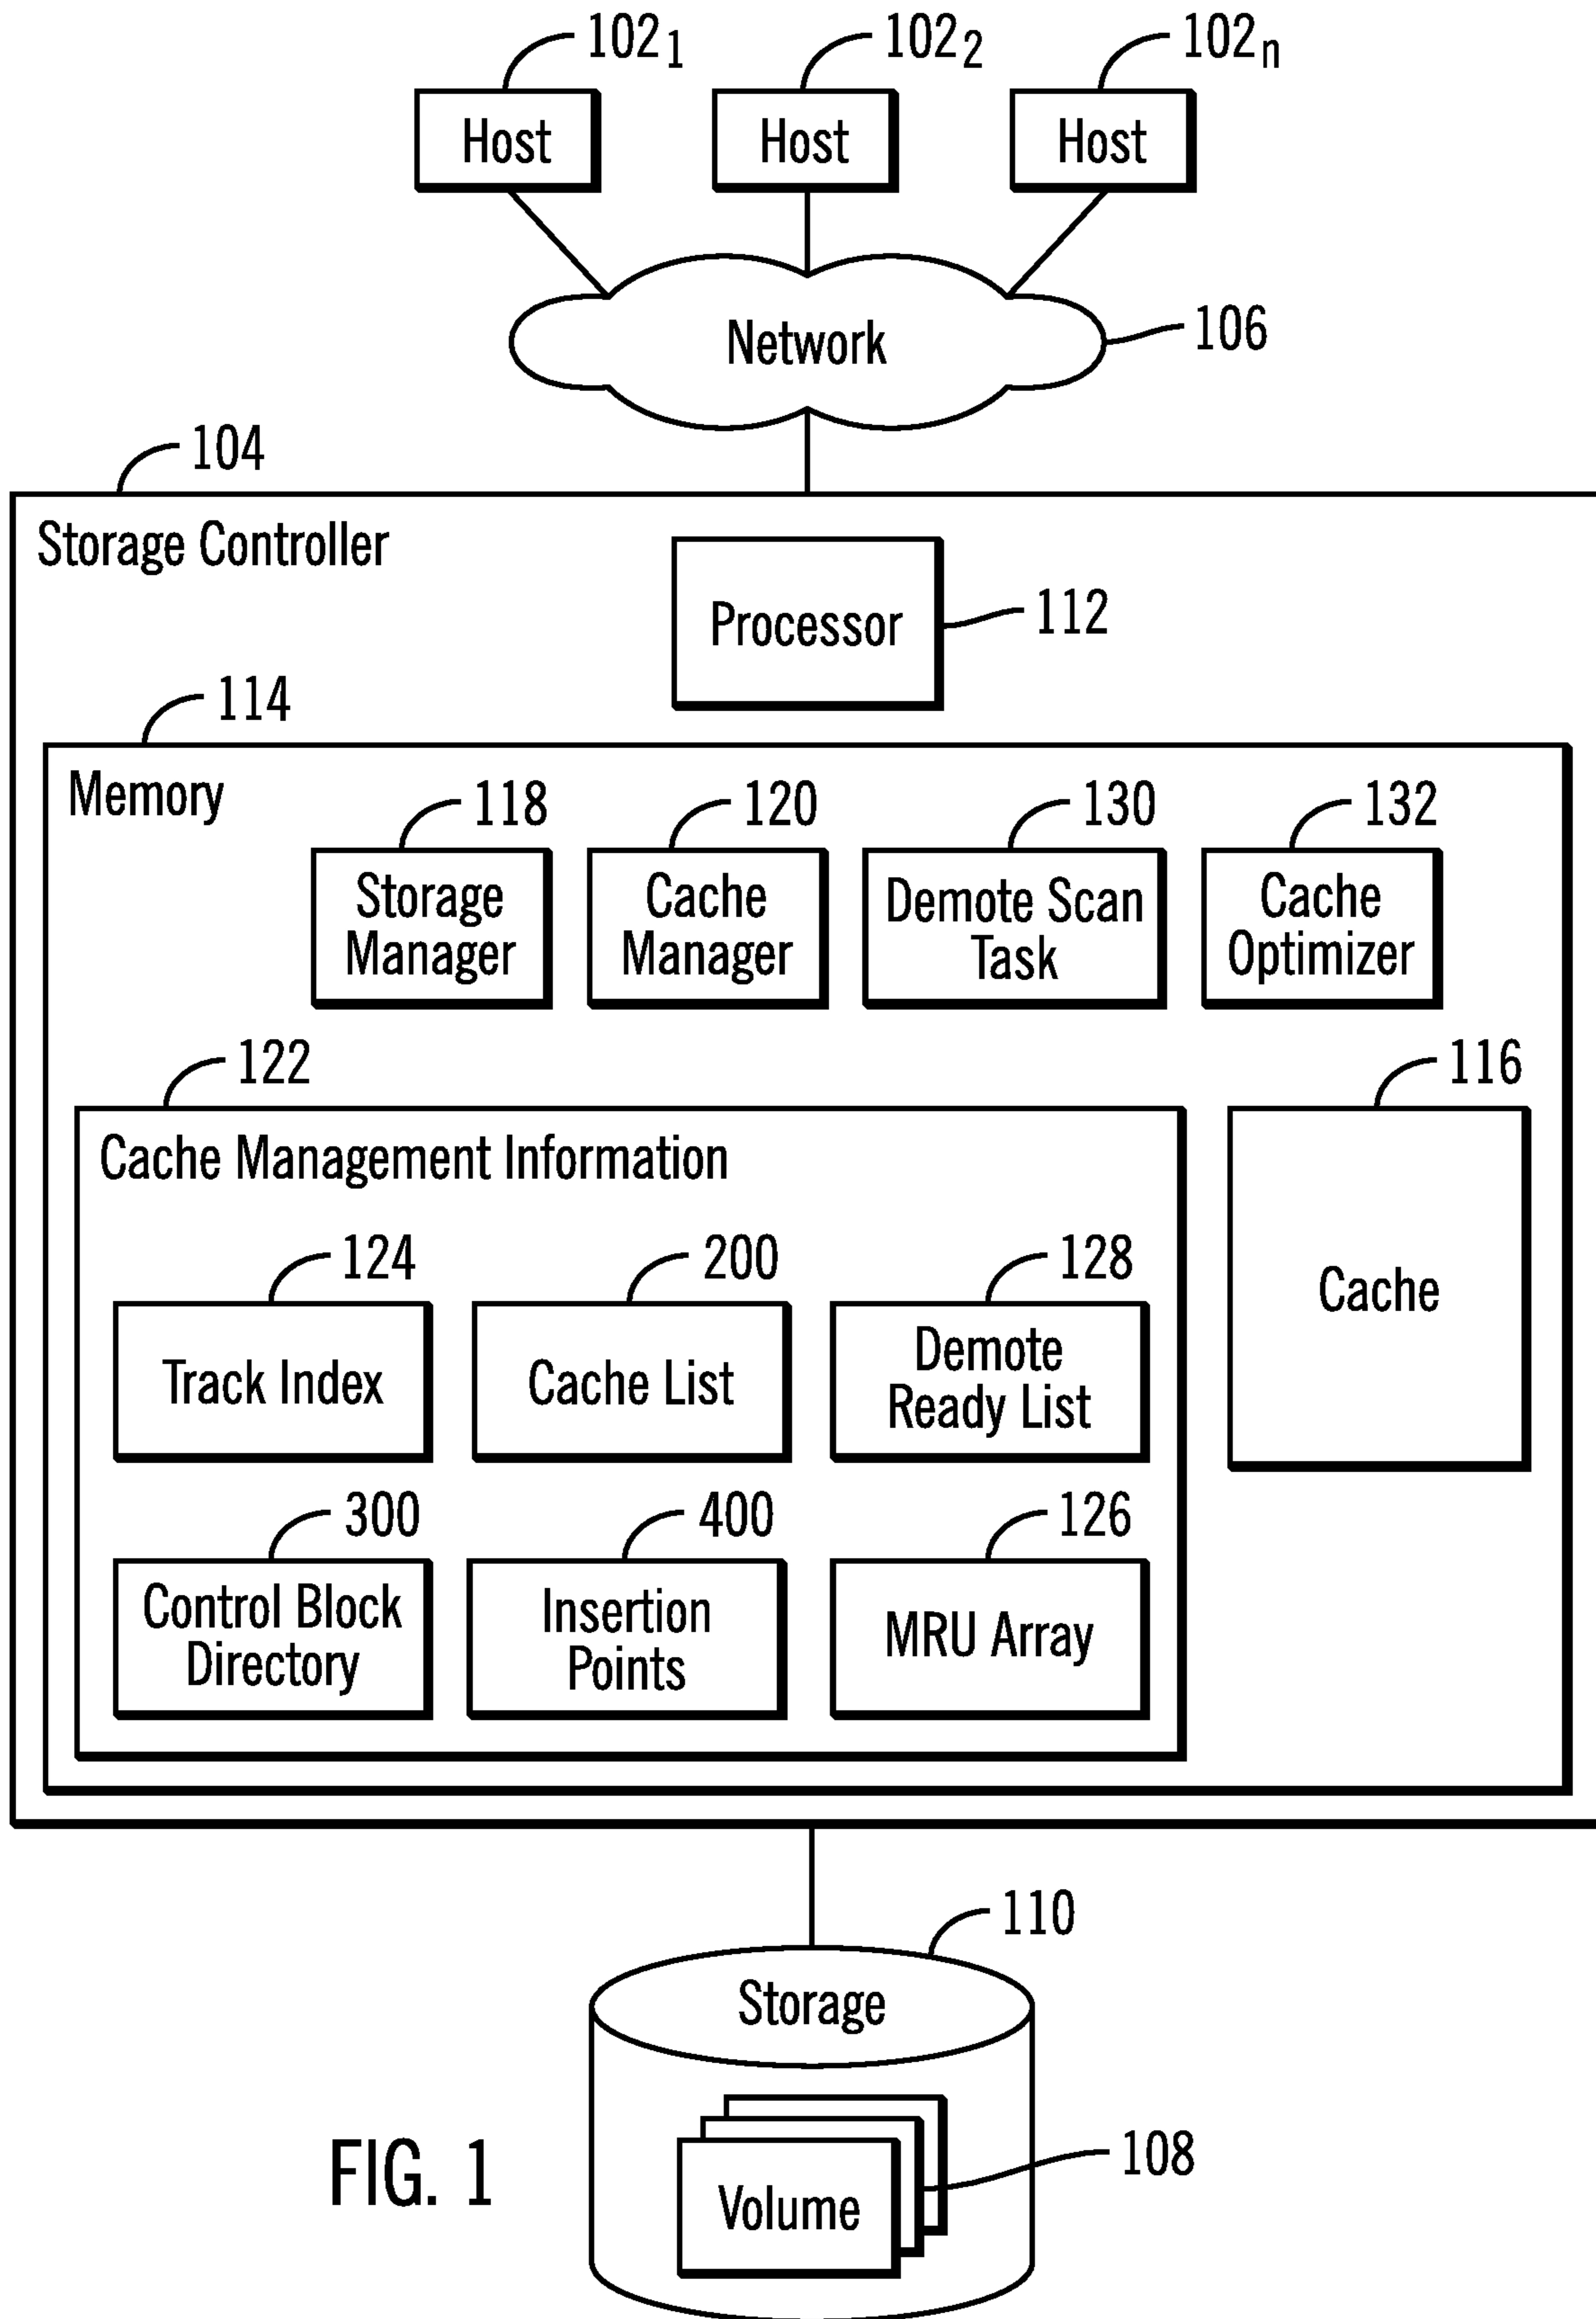 102₁ 102₂ 102ₙ
Host Host Host
Network
106
104
Storage Controller
Processor
112
114
Memory
118 120 130 132
Storage
Manager
Cache
Manager
Demote Scan
Task
Cache
Optimizer
122 116
Cache Management Information
124 200 128
Track Index
Cache List
Demote
Ready List
Cache
300 400 126
Control Block
Directory
Insertion
Points
MRU Array
110
Storage
Volume
108
FIG. 1